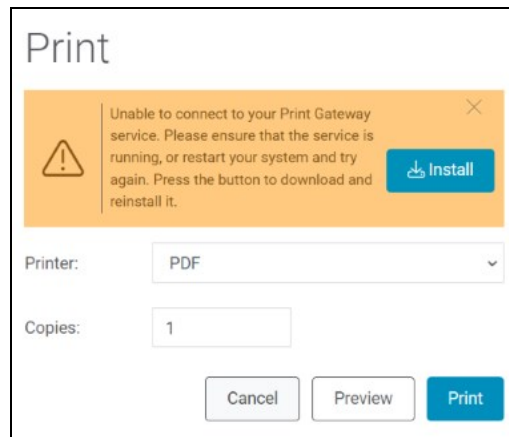 Print
Unable to connect to your Print Gateway
service. Please ensure that the service is
running, or restart your system and try
again. Press the button to download and
reinstall it.
Install
Printer:
PDF
Copies:
1
Cancel
Preview
Print